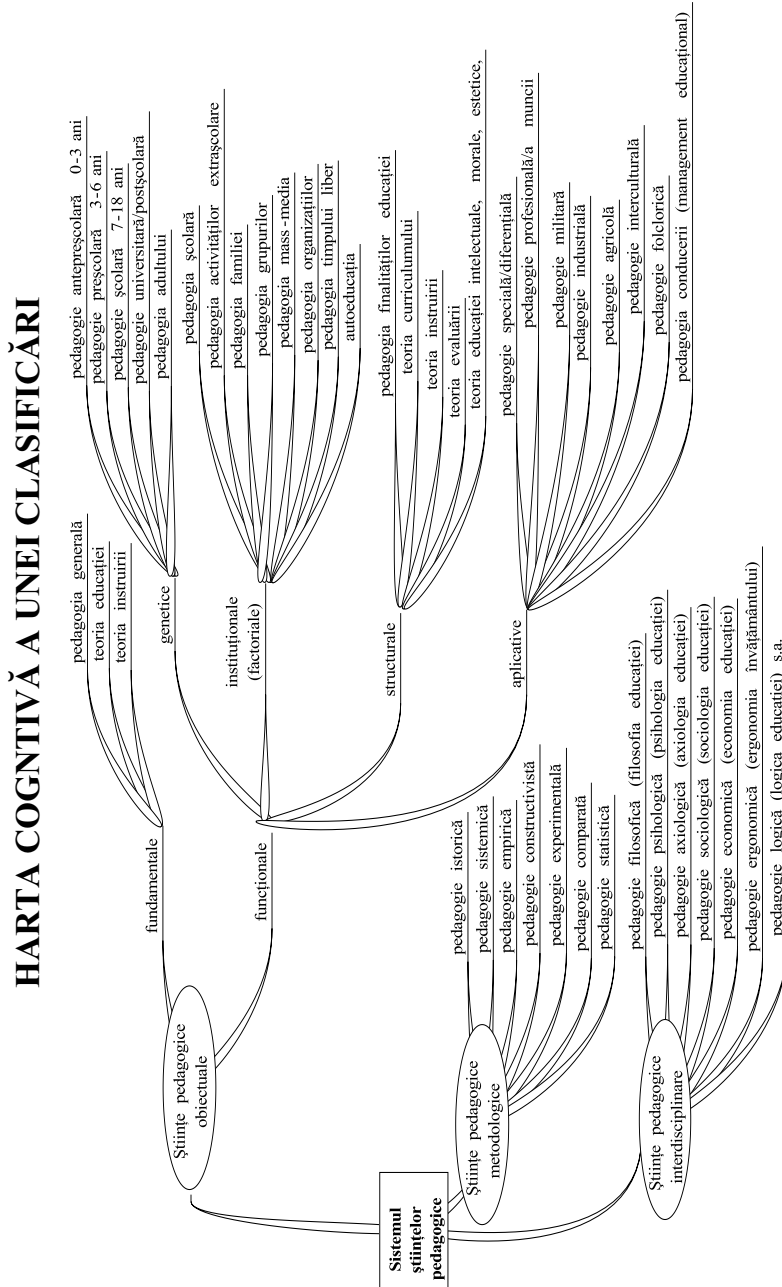 HARTA COGNTIVĂ A UNEI CLASIFICĂRI
Sistemul
științelor
pedagogice
Științe pedagogice
obiectuale
fundamentale
pedagogia generală
teoria educației
teoria instruirii
funcționale
genetice
pedagogie antepreșcolară 0-3 ani
pedagogie preșcolară 3-6 ani
pedagogie școlară 7-18 ani
pedagogie universitară/postșcolară
pedagogia adultului
instituționale
(factoriale)
pedagogia școlară
pedagogia activităților extrașcolare
pedagogia familiei
pedagogia grupurilor
pedagogia mass-media
pedagogia organizațiilor
pedagogia timpului liber
autoeducația
structurale
pedagogia finalităților educației
teoria curriculumului
teoria instruirii
teoria evaluării
teoria educației intelectuale, morale, estetice,
aplicative
pedagogie specială/diferențială
pedagogie profesională/a muncii
pedagogie militară
pedagogie industrială
pedagogie agricolă
pedagogie interculturală
pedagogie folclorică
pedagogia conducerii (management educațional)
Științe pedagogice
metodologice
pedagogie istorică
pedagogie sistemică
pedagogie empirică
pedagogie constructivistă
pedagogie experimentală
pedagogie comparată
pedagogie statistică
Științe pedagogice
interdisciplinare
pedagogie filosofică (filosofia educației)
pedagogie psihologică (psihologia educației)
pedagogie axiologică (axiologia educației)
pedagogie sociologică (sociologia educației)
pedagogie economică (economia educației)
pedagogie ergonomică (ergonomia învățământului)
pedagogie logică (logica educației) s.a.